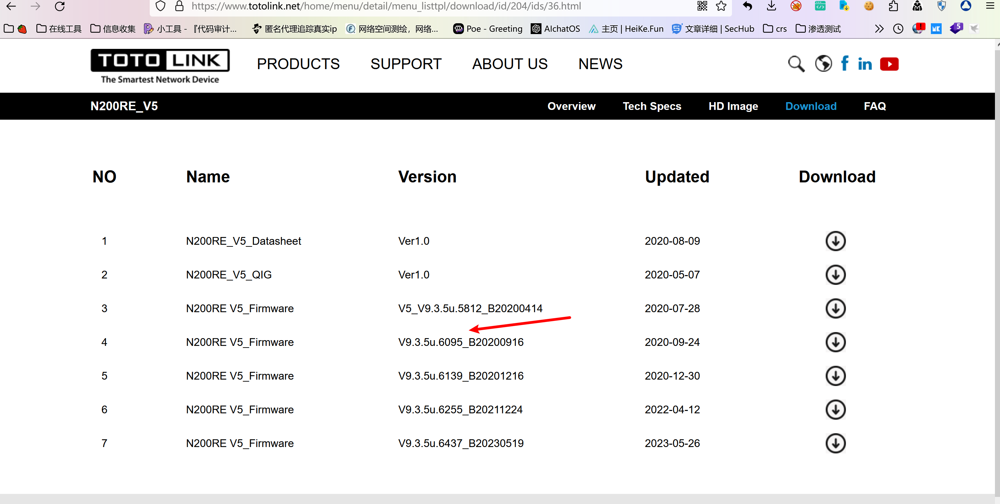 https://www.totolink.net/home/menu/detail/menu_listtpl/download/id/204/ids/36.html
在线工具 信息收集 小工具 - 『代码审计... 匿名代理追踪真实ip 网络空间测绘，网络... Poe - Greeting AIchatOS 主页 | HeiKe.Fun 文章详细 | SecHub crs 渗透测试 5
TOTO LINK PRODUCTS SUPPORT ABOUT US NEWS
The Smartest Network Device
N200RE_V5 Overview Tech Specs HD Image Download FAQ
NO Name Version Updated Download
1 N200RE_V5_Datasheet Ver1.0 2020-08-09
2 N200RE_V5_QIG Ver1.0 2020-05-07
3 N200RE V5_Firmware V5_V9.3.5u.5812_B20200414 2020-07-28
4 N200RE V5_Firmware V9.3.5u.6095_B20200916 2020-09-24
5 N200RE V5_Firmware V9.3.5u.6139_B20201216 2020-12-30
6 N200RE V5_Firmware V9.3.5u.6255_B20211224 2022-04-12
7 N200RE V5_Firmware V9.3.5u.6437_B20230519 2023-05-26